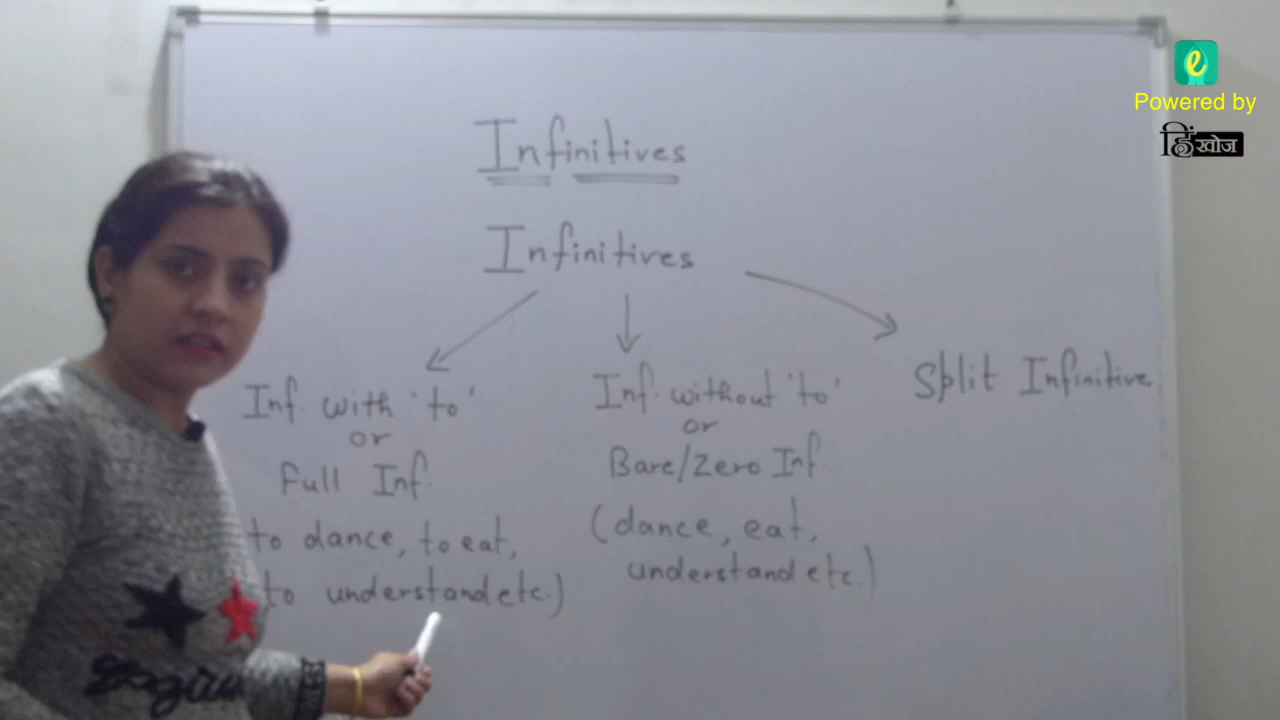 e
Powered by
हिंखोज
Infinitives
Infinitives
Inf. with 'to'
or
Full Inf.
to dance, to eat,
to understand etc.)
Inf. without 'to'
or
Bare/Zero Inf.
(dance, eat,
understand etc.)
Split Infinitive